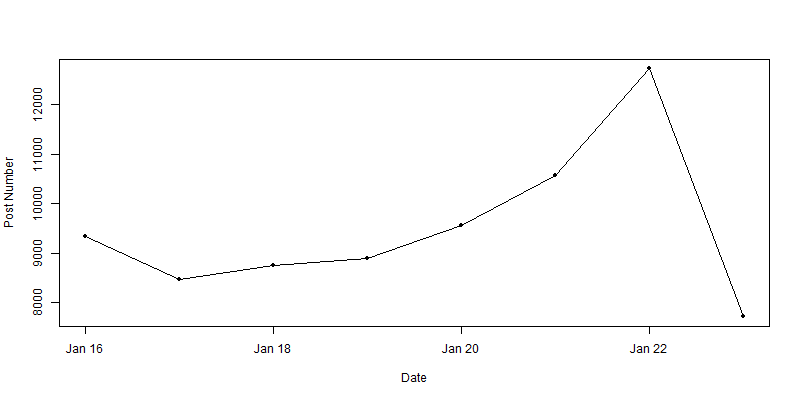 12000
11000
10000
9000
8000
Post Number
Jan 16
Jan 18
Jan 20
Jan 22
Date